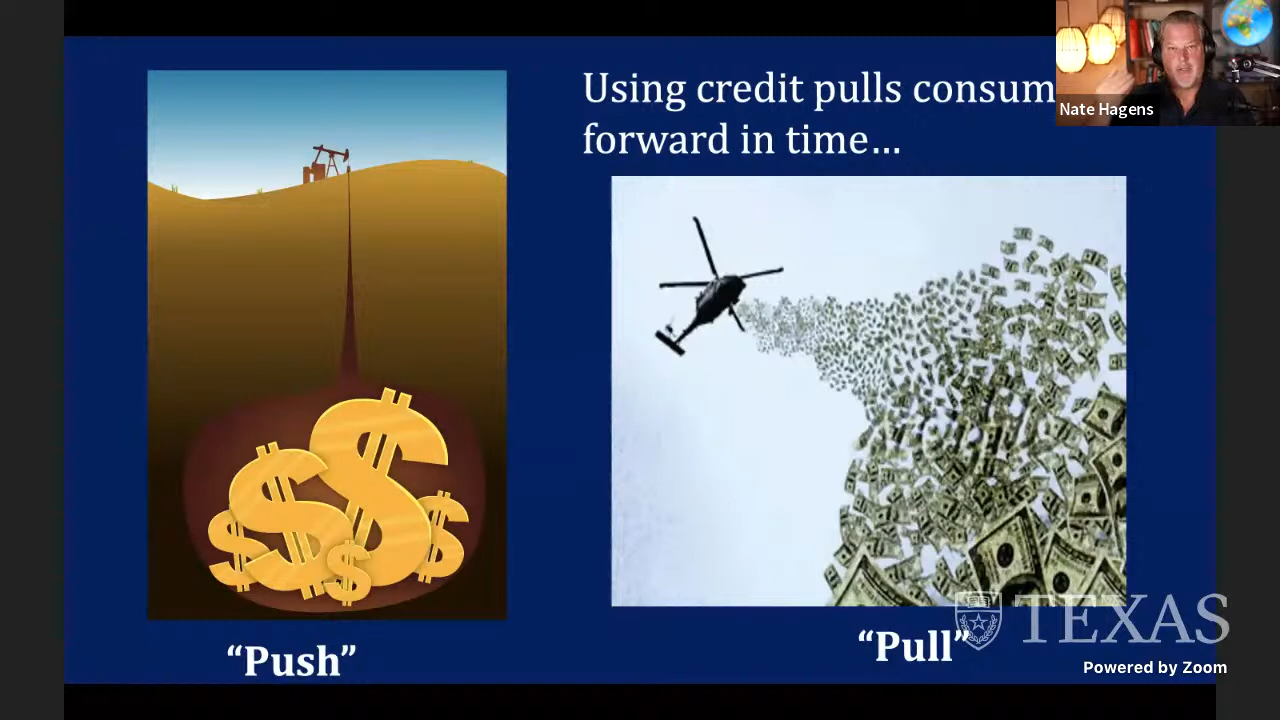 Using credit pulls consum
forward in time...
Nate Hagens
"Push"
"Pull"
TEXAS
Powered by Zoom